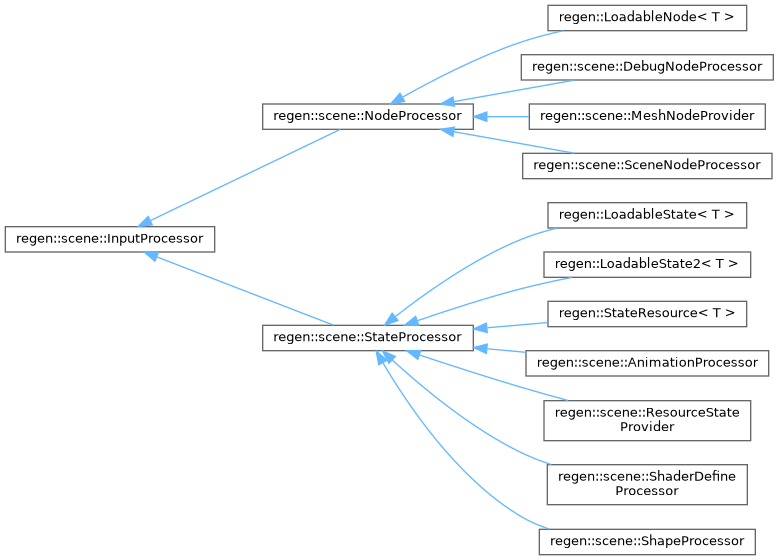 regen::LoadableNode< T >
regen::scene::DebugNodeProcessor
regen::scene::NodeProcessor
regen::scene::MeshNodeProvider
regen::scene::SceneNodeProcessor
regen::LoadableState< T >
regen::scene::InputProcessor
regen::LoadableState2< T >
regen::StateResource< T >
regen::scene::StateProcessor
regen::scene::AnimationProcessor
regen::scene::ResourceState
Provider
regen::scene::ShaderDefine
Processor
regen::scene::ShapeProcessor